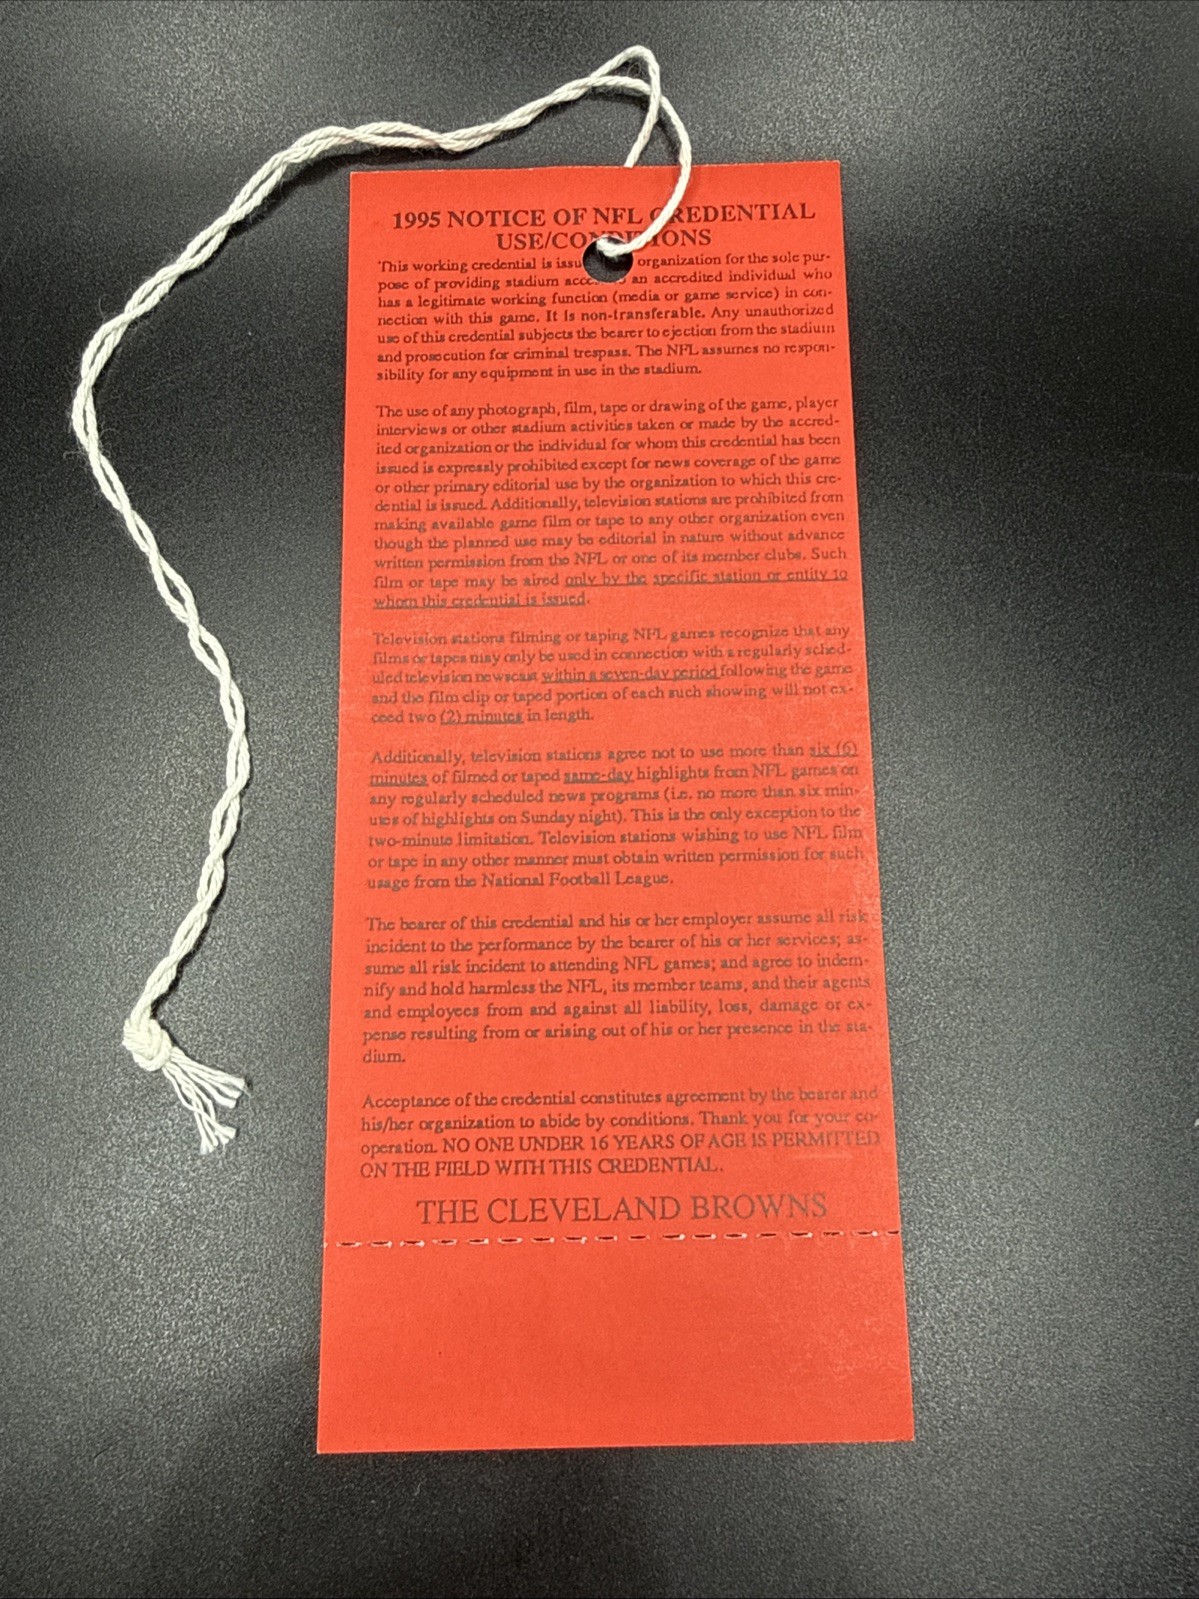 1995 NOTICE OF NFL CREDENTIAL
USE/CONDITIONS
This working credential is issu organization for the sole pur-
pose of providing stadium acce an accredited individual who
has a legitimate working function (media or game service) in con-
nection with this game. It is non-transferable. Any unauthorized
use of this credential subjects the bearer to ejection from the stadium
and prosecution for criminal trespass. The NFL assumes no respon-
sibility for any equipment in use in the stadium.
The use of any photograph, film, tape or drawing of the game, player
interviews or other stadium activities taken or made by the accred-
ited organization or the individual for whom this credential has been
issued is expressly prohibited except for news coverage of the game
or other primary editorial use by the organization to which this cre-
dential is issued. Additionally, television stations are prohibited from
making available game film or tape to any other organization even
though the planned use may be editorial in nature without advance
written permission from the NFL or one of its member clubs. Such
film or tape may be aired only by the specific station or entity to
whom this credential is issued.
Television stations filming or taping NFL games recognize that any
films or tapes may only be used in connection with a regularly sched-
uled television newscast within a seven-day period following the game
and the film clip or taped portion of each such showing will not ex-
ceed two (2) minutes in length.
Additionally, television stations agree not to use more than six (6)
minutes of filmed or taped same-day highlights from NFL games on
any regularly scheduled news programs (i.e. no more than six min-
utes of highlights on Sunday night). This is the only exception to the
two-minute limitation. Television stations wishing to use NFL film
or tape in any other manner must obtain written permission for such
usage from the National Football League.
The bearer of this credential and his or her employer assume all risk
incident to the performance by the bearer of his or her services; as-
sume all risk incident to attending NFL games; and agree to indem-
nify and hold harmless the NFL, its member teams, and their agents
and employees from and against all liability, loss, damage or ex-
pense resulting from or arising out of his or her presence in the sta-
dium.
Acceptance of the credential constitutes agreement by the bearer and
his/her organization to abide by conditions. Thank you for your co-
operation. NO ONE UNDER 16 YEARS OF AGE IS PERMITTED
ON THE FIELD WITH THIS CREDENTIAL.
THE CLEVELAND BROWNS